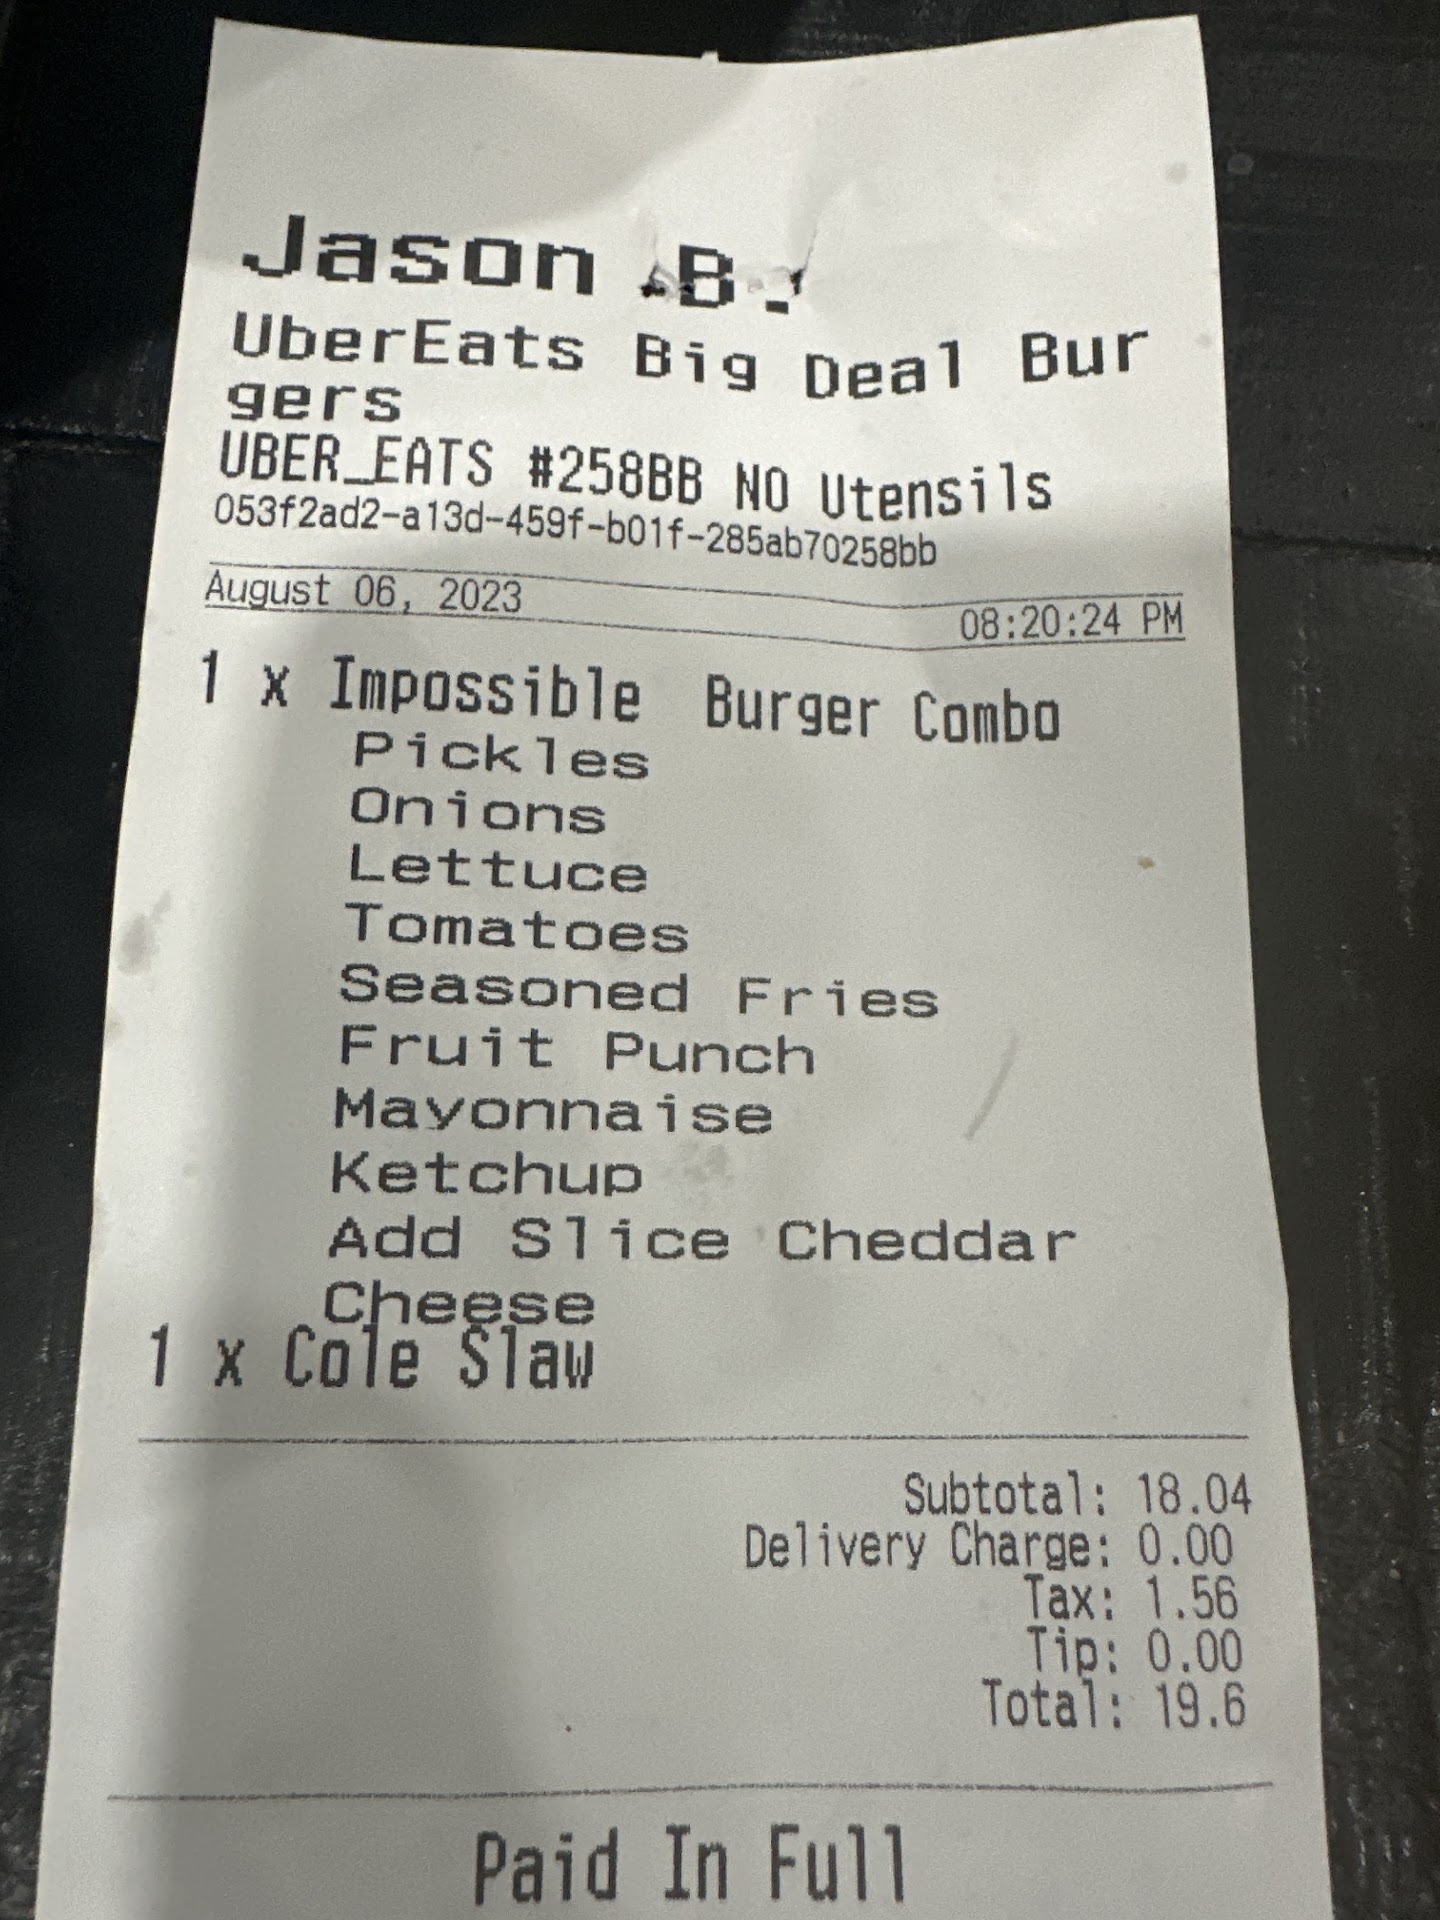 Jason B.
UberEats Big Deal Bur
gers
UBER_EATS #258BB NO Utensils
053f2ad2-a13d-459f-b01f-285ab70258bb
August 06, 2023 08:20:24 PM
1 x Impossible Burger Combo
Pickles
Onions
Lettuce
Tomatoes
Seasoned Fries
Fruit Punch
Mayonnaise
Ketchup
Add Slice Cheddar
Cheese
1 x Cole Slaw
Subtotal: 18.04
Delivery Charge: 0.00
Tax: 1.56
Tip: 0.00
Total: 19.6
Paid In Full